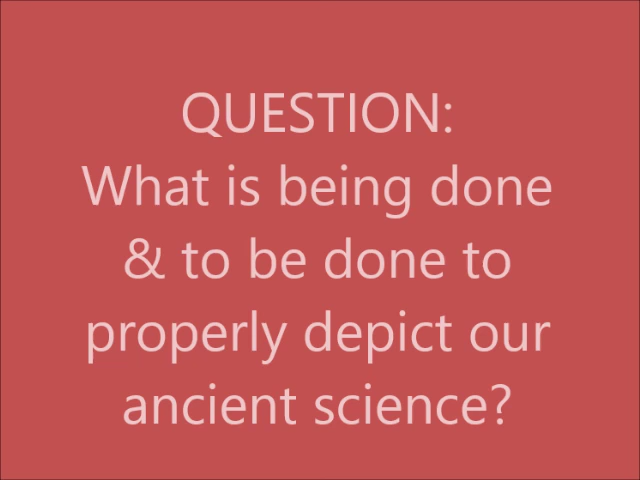 QUESTION:
What is being done
& to be done to
properly depict our
ancient science?